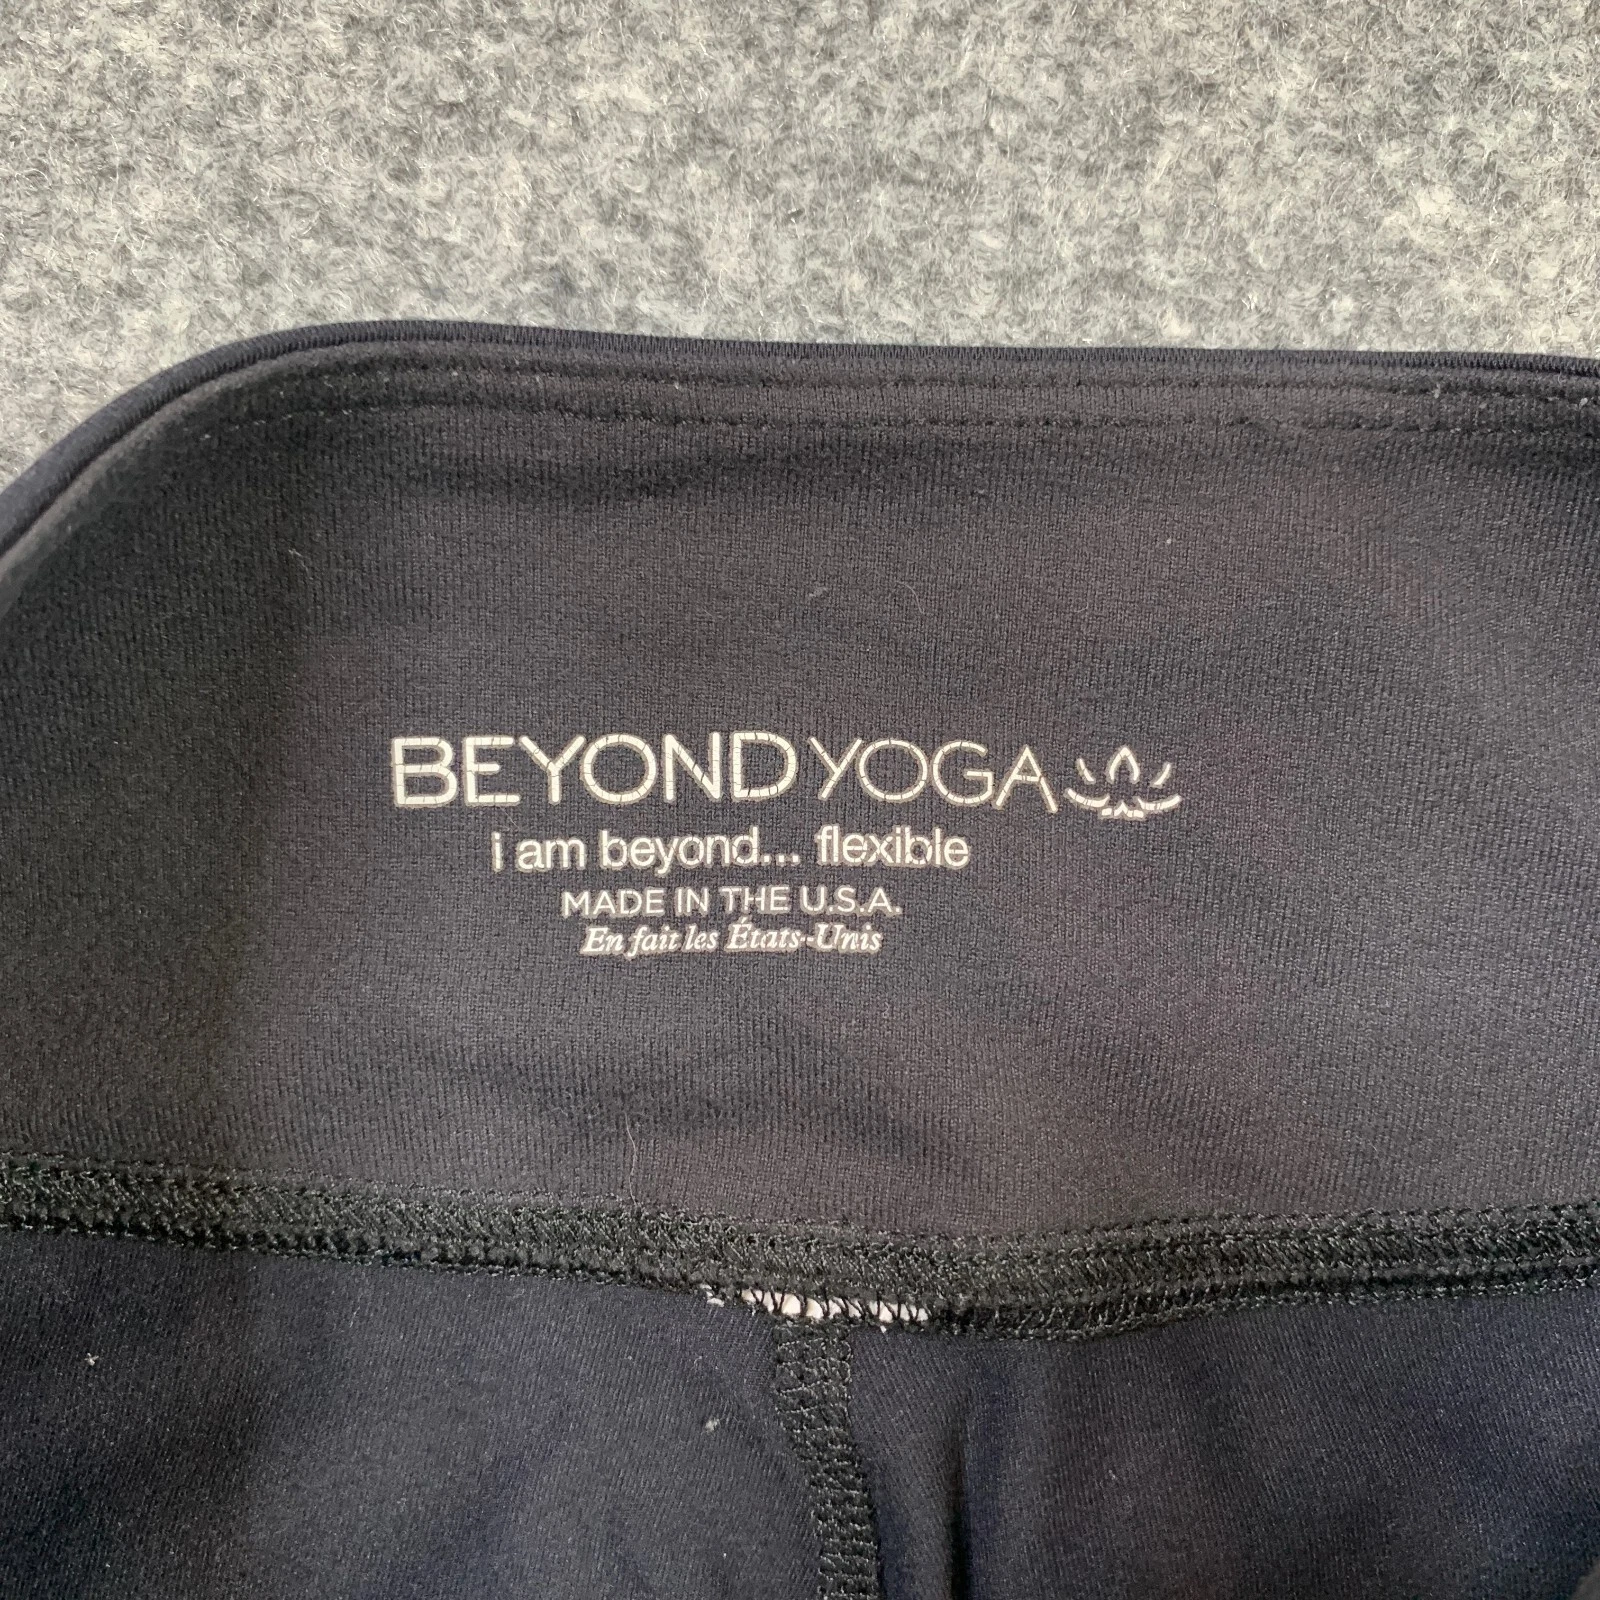 BEYOND YOGA
i am beyond... flexible
MADE IN THE U.S.A.
En fait les États-Unis